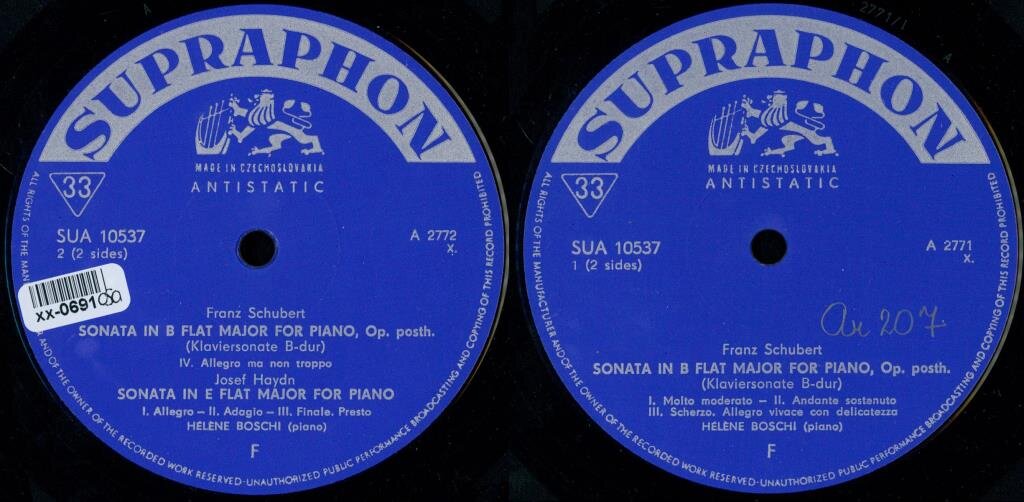 SUPRAPHON
MADE IN CZECHOSLOVAKIA
ANTISTATIC
33
SUA 10537
2 (2 sides)
A 2772
X.
xx-0691
Franz Schubert
SONATA IN B FLAT MAJOR FOR PIANO, Op. posth.
(Klaviersonate B-dur)
IV. Allegro ma non troppo
Josef Haydn
SONATA IN E FLAT MAJOR FOR PIANO
I. Allegro – II. Adagio – III. Finale. Presto
HÉLÈNE BOSCHI (piano)
F
ALL RIGHTS OF THE MAN
OF THE OWNER OF THE RECORDED WORK RESERVED-UNAUTHORIZED PUBLIC PERFORMANCE BROADCASTING AND COPYING OF THIS RECORD PROHIBITED
2771/1
A
SUPRAPHON
MADE IN CZECHOSLOVAKIA
ANTISTATIC
33
SUA 10537
1 (2 sides)
A 2771
X.
Franz Schubert
SONATA IN B FLAT MAJOR FOR PIANO, Op. posth.
(Klaviersonate B-dur)
I. Molto moderato – II. Andante sostenuto
III. Scherzo. Allegro vivace con delicatezza
HÉLÈNE BOSCHI (piano)
F
ALL RIGHTS OF THE MANUFACTURER AND OF THE OWNER OF THE RECORDED WORK RESERVED-UNAUTHORIZED PUBLIC PERFORMANCE BROADCASTING AND COPYING OF THIS RECORD PROHIBITED